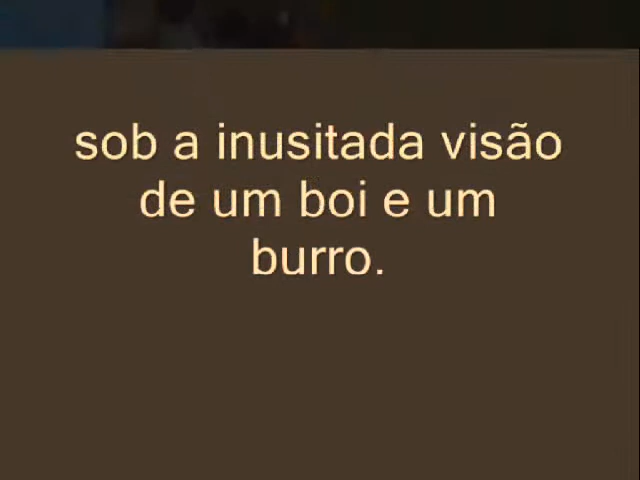 sob a inusitada visão
de um boi e um
burro.